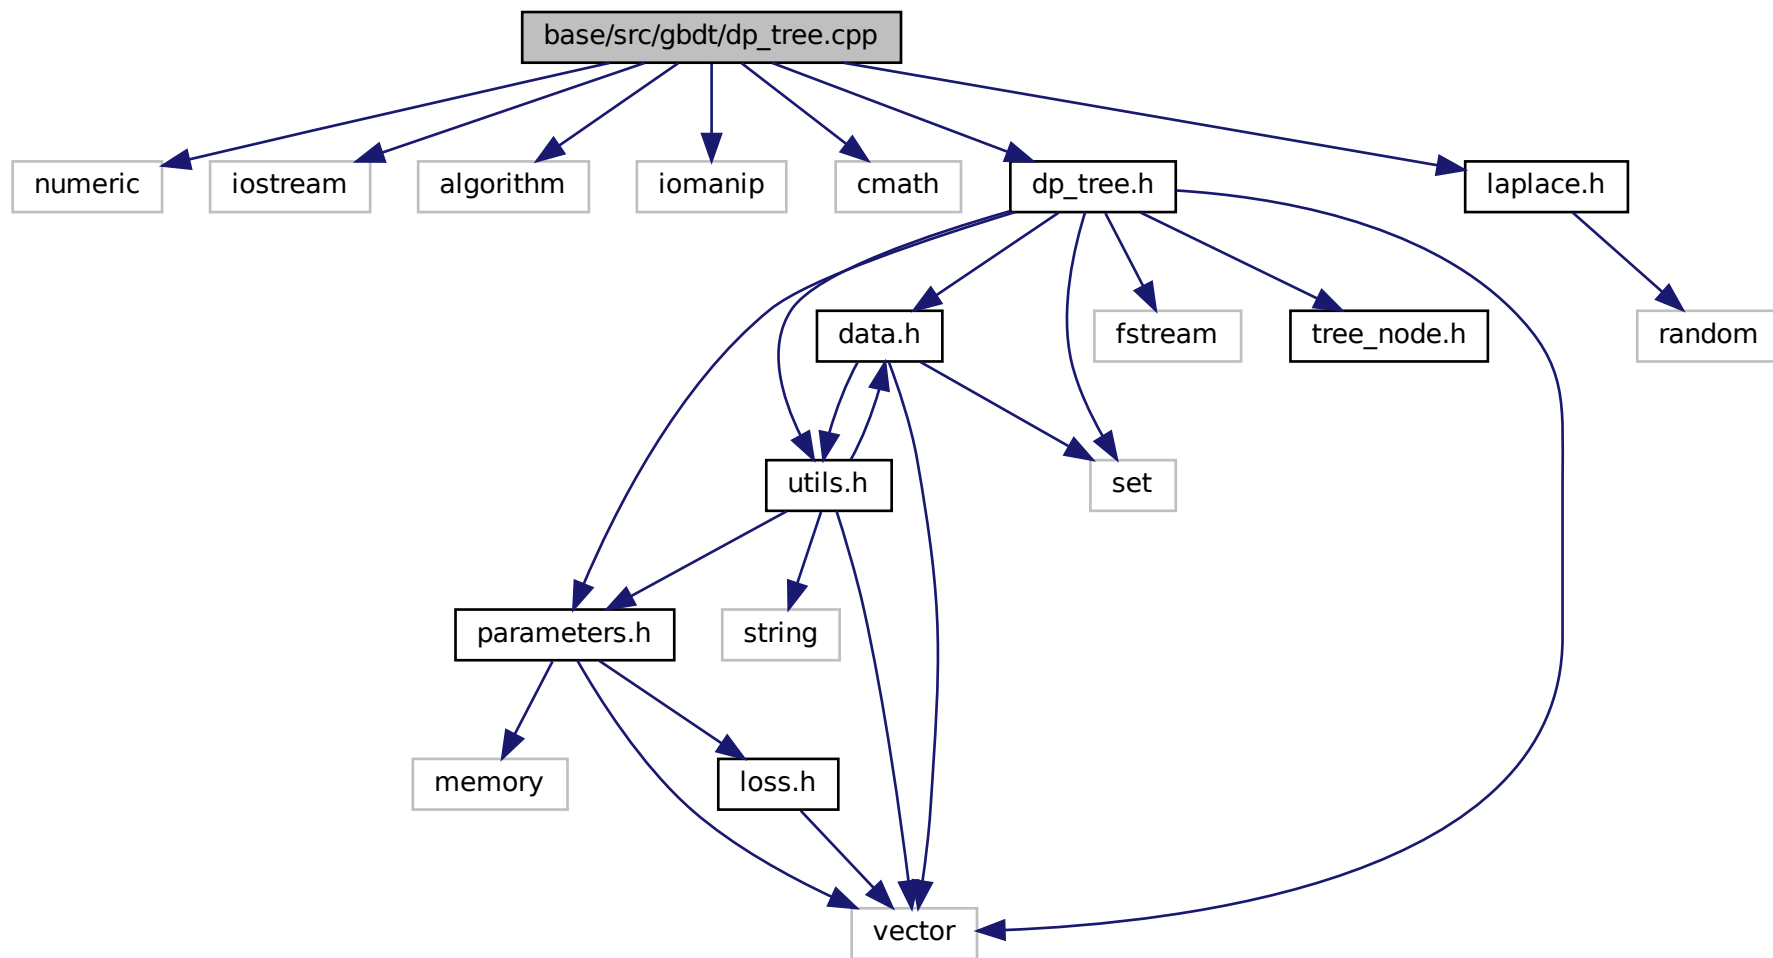 base/src/gbdt/dp_tree.cpp
numeric
iostream
algorithm
iomanip
cmath
dp_tree.h
laplace.h
data.h
fstream
tree_node.h
random
utils.h
set
parameters.h
string
memory
loss.h
vector